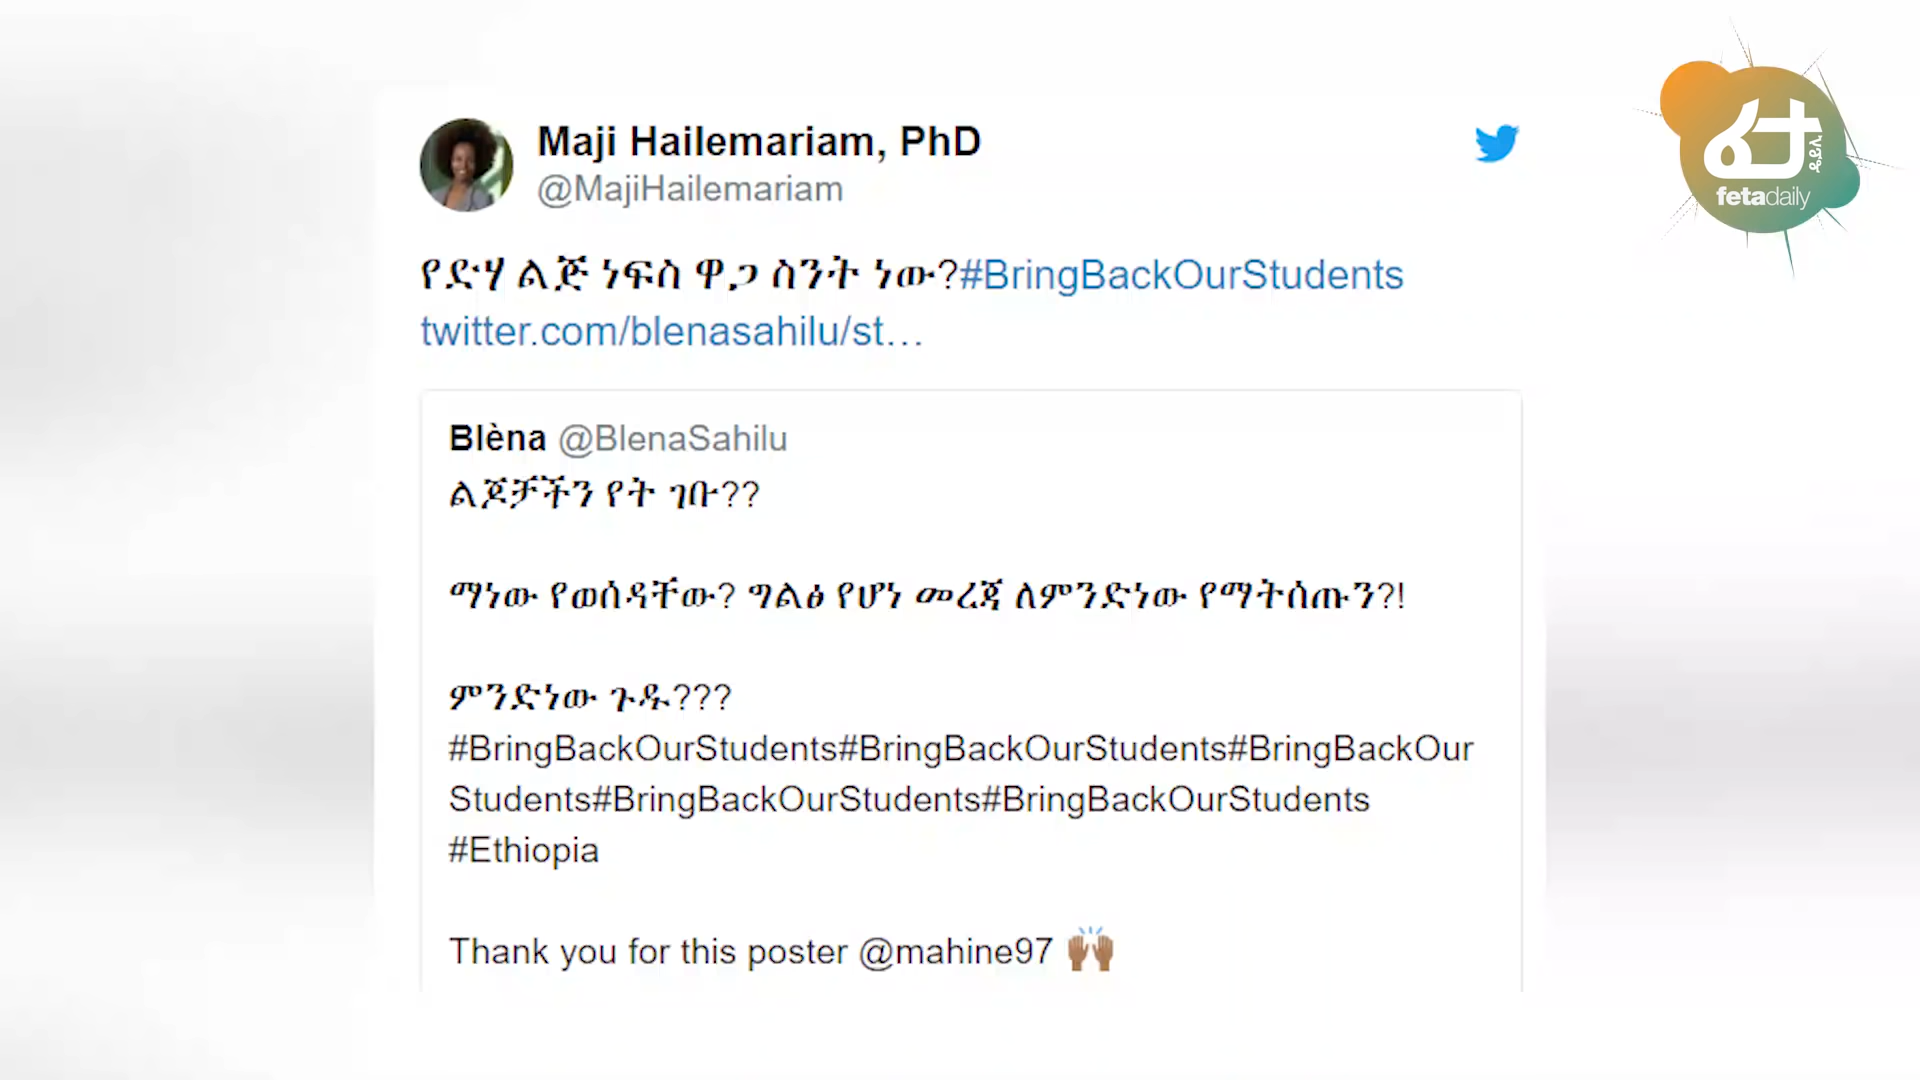 Maji Hailemariam, PhD
@MajiHailemariam
የድሃ ልጅ ነፍስ ዋጋ ስንት ነው?#BringBackOurStudents
twitter.com/blenasahilu/st…
Blèna @BlenaSahilu
ልጆቻችን የት ገቡ??
ማነው የወሰዳቸው? ግልፅ የሆነ መረጃ ለምንድነው የማትሰጡን?!
ምንድነው ጉዱ???
#BringBackOurStudents#BringBackOurStudents#BringBackOur
Students#BringBackOurStudents#BringBackOurStudents
#Ethiopia
Thank you for this poster @mahine97 🙌🏾
ፈታ
fetadaily